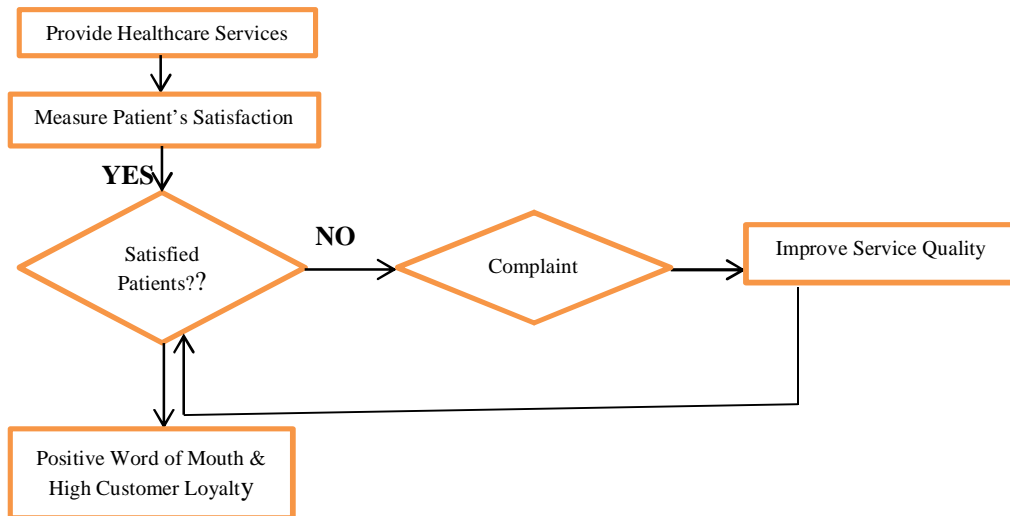 Provide Healthcare Services
Measure Patient’s Satisfaction
YES
Satisfied
Patients??
NO
Complaint
Improve Service Quality
Positive Word of Mouth &
High Customer Loyalty